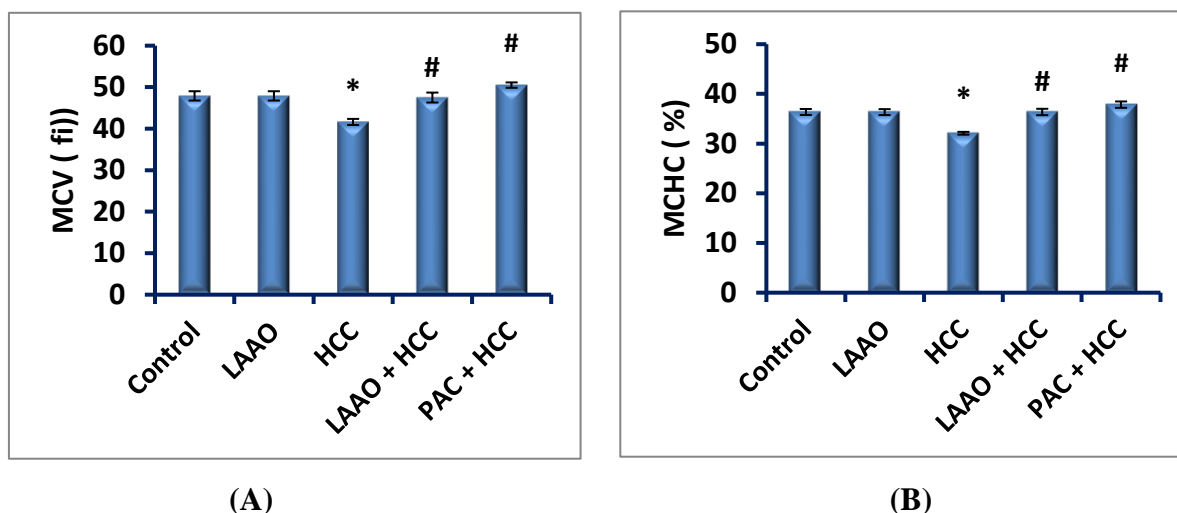 MCV ( fi))
60
50
40
30
20
10
0
*
#
#
Control
LAAO
HCC
LAAO + HCC
PAC + HCC
(A)
MCHC ( %)
50
40
30
20
10
0
*
#
#
Control
LAAO
HCC
LAAO + HCC
PAC + HCC
(B)